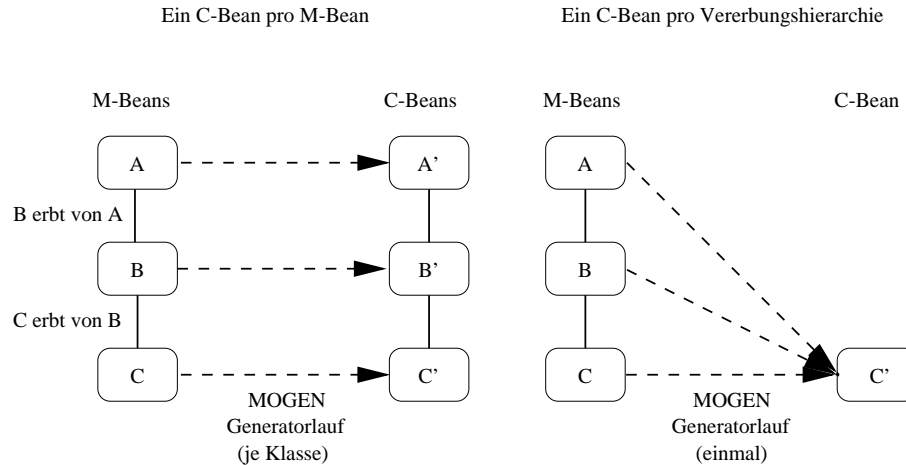 Ein C-Bean pro M-Bean
Ein C-Bean pro Vererbungshierarchie
M-Beans
C-Beans
A
A'
B erbt von A
B
B'
C erbt von B
C
C'
MOGEN
Generatorlauf
(je Klasse)
M-Beans
C-Bean
A
B
C
C'
MOGEN
Generatorlauf
(einmal)